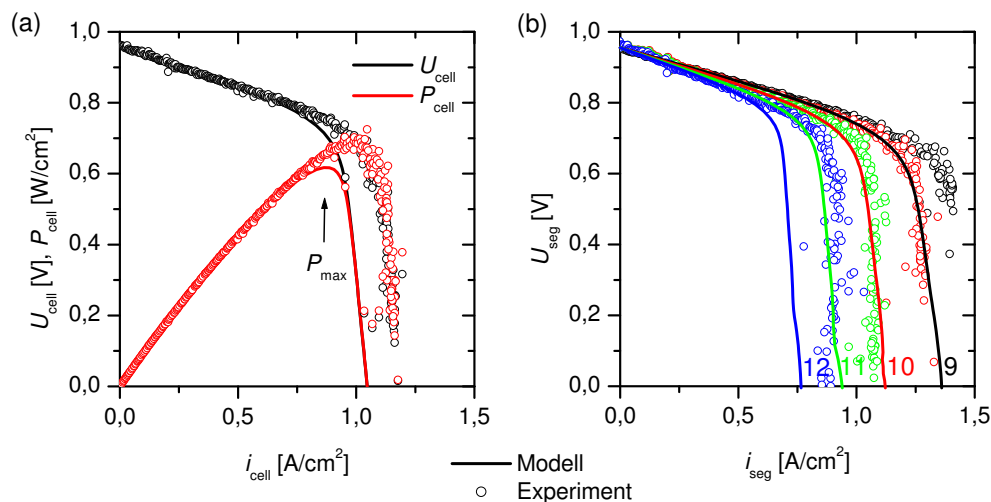 (a)
1,0
0,8
0,6
0,4
0,2
0,0
U_cell [V], P_cell [W/cm²]
U_cell
P_cell
P_max
0,0 0,5 1,0 1,5
i_cell [A/cm²]
(b)
1,0
0,8
0,6
0,4
0,2
0,0
U_seg [V]
12 11 10 9
0,0 0,5 1,0 1,5
i_seg [A/cm²]
Modell
Experiment